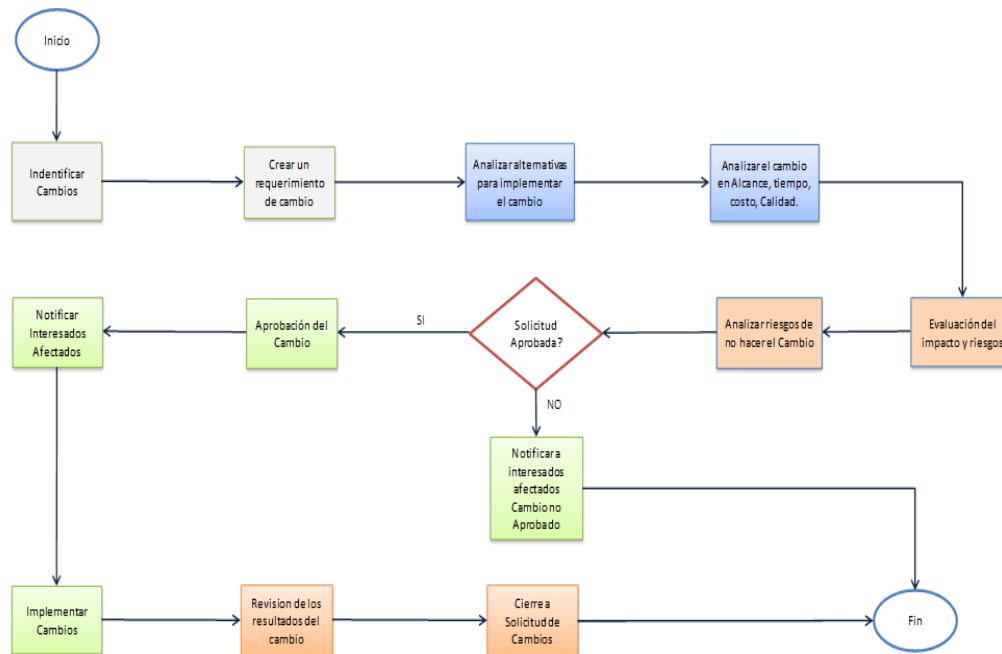 Inicio
Indentificar
Cambios
Crear un
requerimiento
de cambio
Analizar alternativas
para implementar
el cambio
Analizar el cambio
en Alcance, tiempo,
costo, Calidad.
Evaluación del
impacto y riesgos
Analizar riesgos de
no hacer el Cambio
Solicitud
Aprobada?
SI
Aprobación del
Cambio
Notificar
Interesados
Afectados
NO
Notificar a
interesados
afectados
Cambio no
Aprobado
Implementar
Cambios
Revision de los
resultados del
cambio
Cierre a
Solicitud de
Cambios
Fin